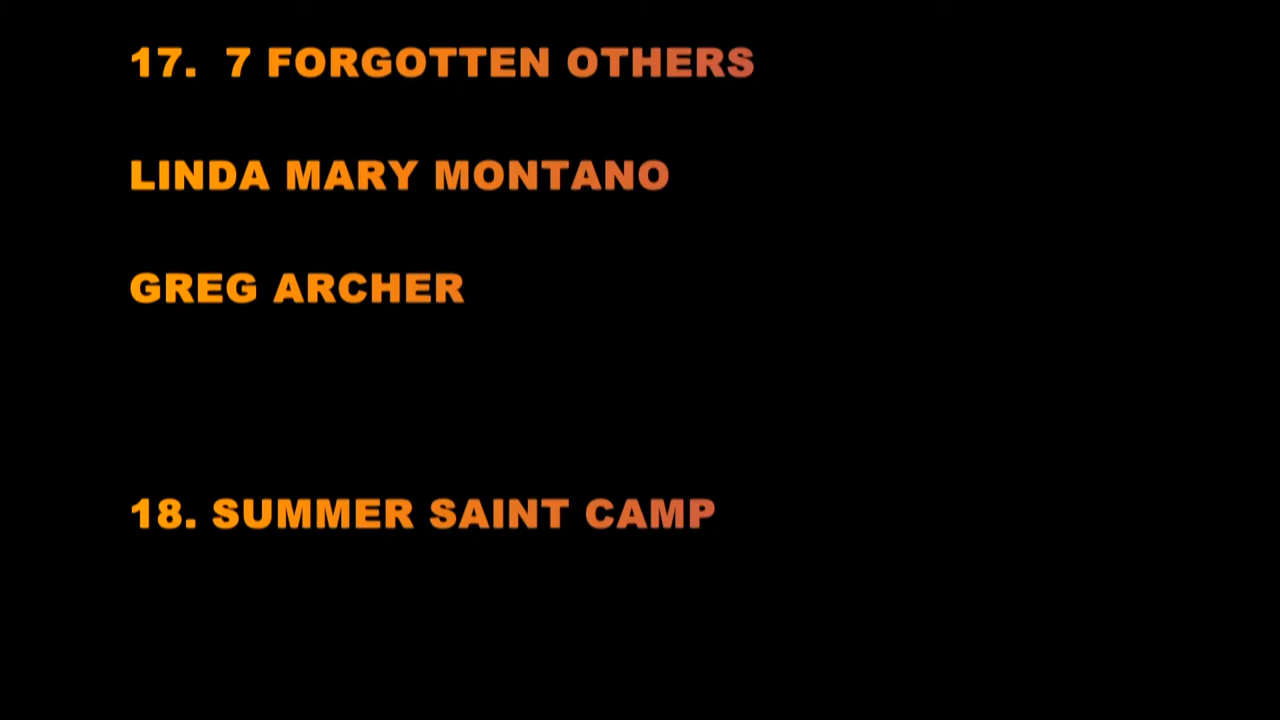 17.  7 FORGOTTEN OTHERS
LINDA MARY MONTANO
GREG ARCHER
18. SUMMER SAINT CAMP